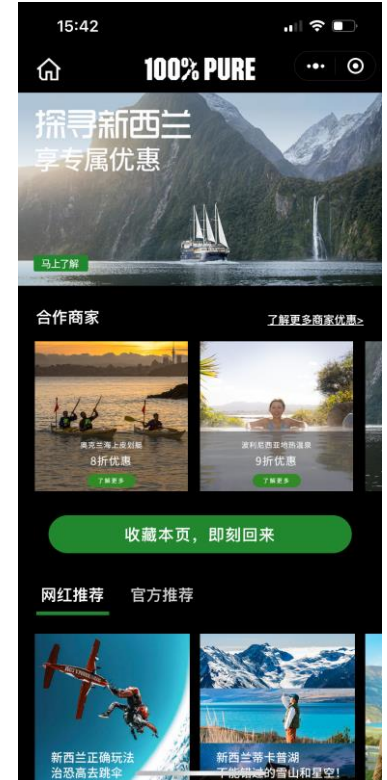 15:42
100% PURE
探寻新西兰
享专属优惠
马上了解
合作商家
了解更多商家优惠>
奥克兰海上皮划艇
8折优惠
了解更多
波利尼西亚地热温泉
9折优惠
了解更多
收藏本页，即刻回来
网红推荐
官方推荐
新西兰正确玩法
治恐高去跳伞
新西兰蒂卡普湖
不能错过的雪山和星空！